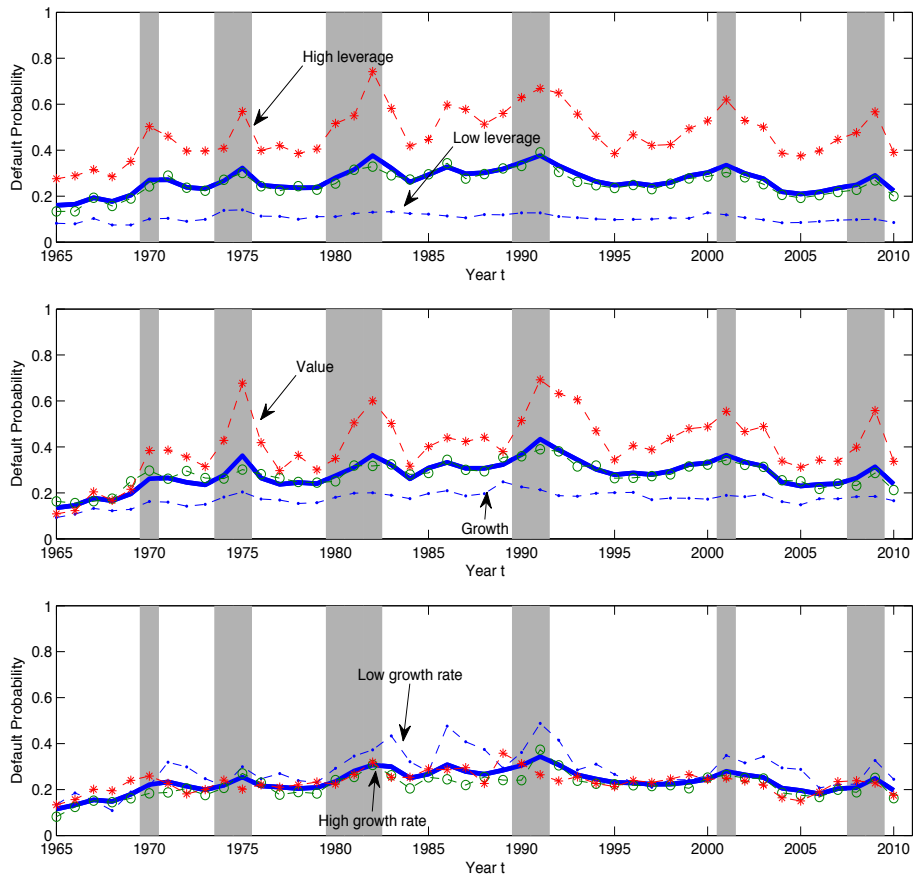 1
0.8
0.6
0.4
0.2
0
Default Probability
High leverage
Low leverage
1965 1970 1975 1980 1985 1990 1995 2000 2005 2010
Year t
1
0.8
0.6
0.4
0.2
0
Default Probability
Value
Growth
1965 1970 1975 1980 1985 1990 1995 2000 2005 2010
Year t
1
0.8
0.6
0.4
0.2
0
Default Probability
Low growth rate
High growth rate
1965 1970 1975 1980 1985 1990 1995 2000 2005 2010
Year t